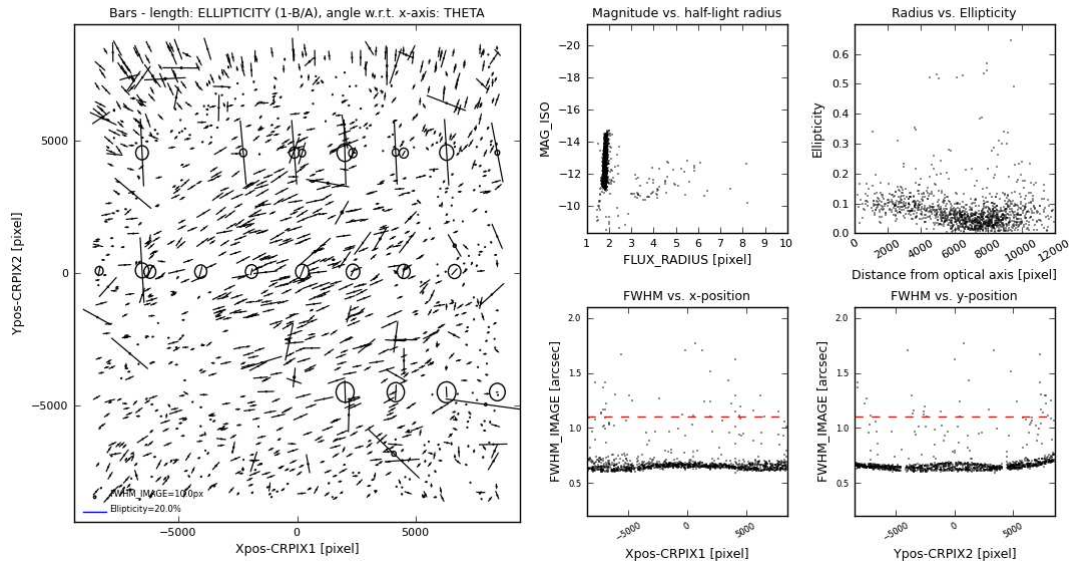 Bars - length: ELLIPTICITY (1-B/A), angle w.r.t. x-axis: THETA
Ypos-CRPIX2 [pixel]
5000
0
−5000
FWHM_IMAGE=10.0px
Ellipticity=20.0%
−5000
0
5000
Xpos-CRPIX1 [pixel]
Magnitude vs. half-light radius
MAG_ISO
−20
−18
−16
−14
−12
−10
1 2 3 4 5 6 7 8 9 10
FLUX_RADIUS [pixel]
Radius vs. Ellipticity
Ellipticity
0.6
0.5
0.4
0.3
0.2
0.1
0.0
0 2000 4000 6000 8000 10000 12000
Distance from optical axis [pixel]
FWHM vs. x-position
FWHM_IMAGE [arcsec]
2.0
1.5
1.0
0.5
−5000 0 5000
Xpos-CRPIX1 [pixel]
FWHM vs. y-position
FWHM_IMAGE [arcsec]
2.0
1.5
1.0
0.5
−5000 0 5000
Ypos-CRPIX2 [pixel]